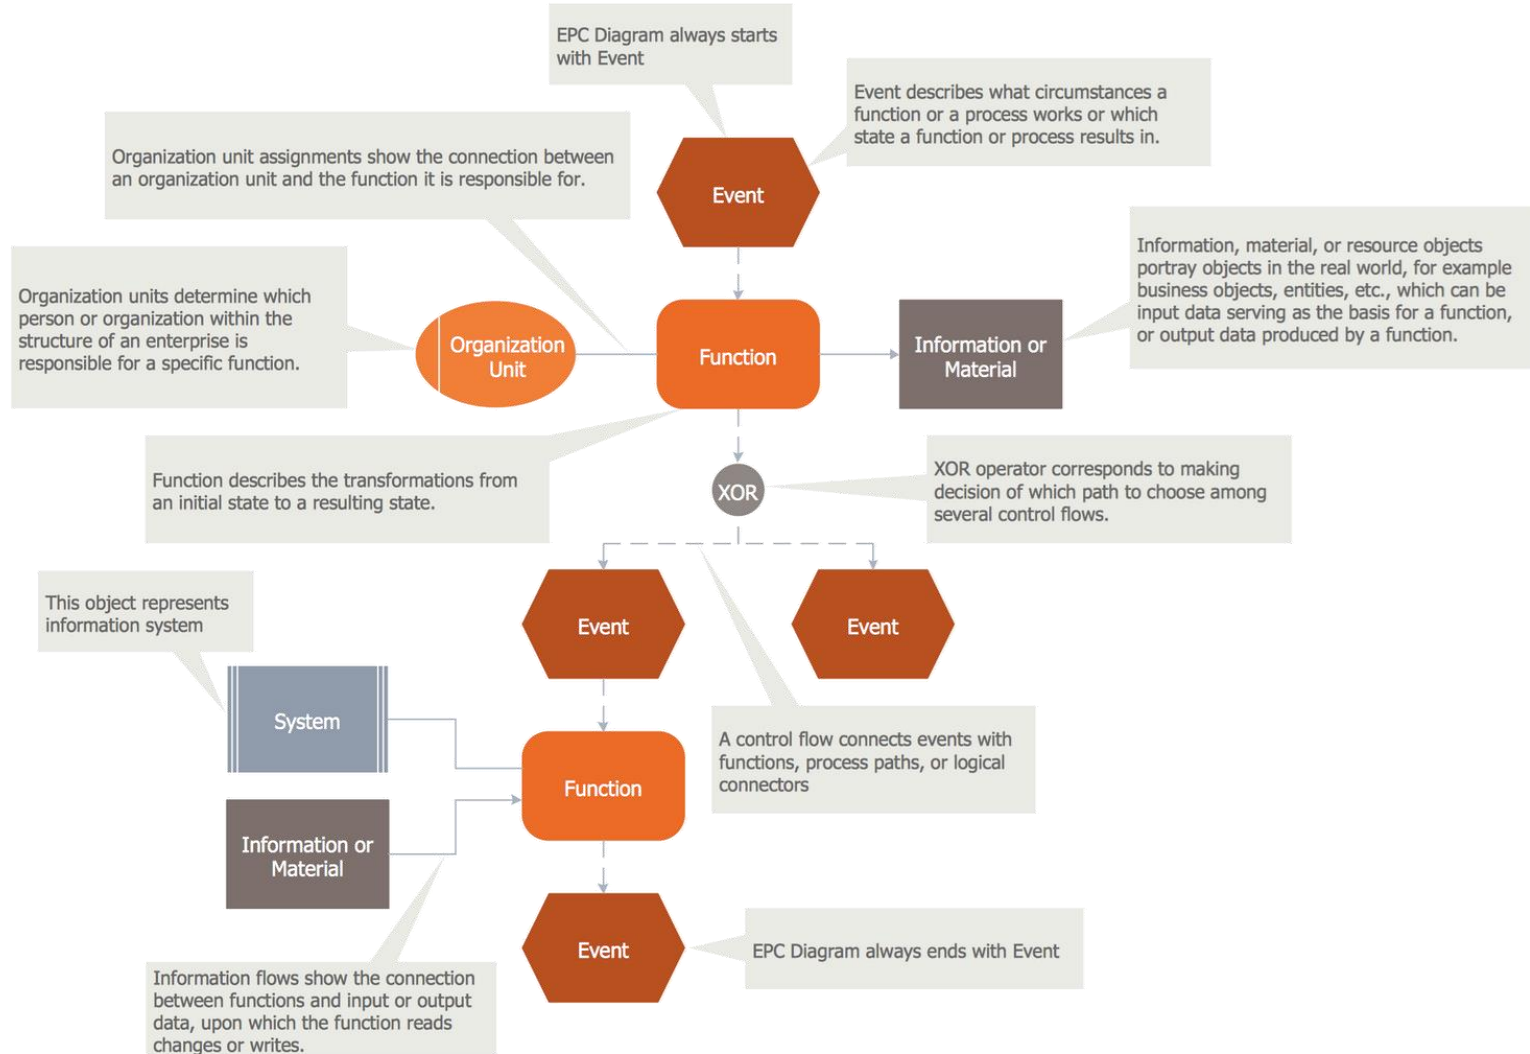 EPC Diagram always starts
with Event
Event describes what circumstances a
function or a process works or which
state a function or process results in.
Organization unit assignments show the connection between
an organization unit and the function it is responsible for.
Event
Information, material, or resource objects
portray objects in the real world, for example
business objects, entities, etc., which can be
input data serving as the basis for a function,
or output data produced by a function.
Organization units determine which
person or organization within the
structure of an enterprise is
responsible for a specific function.
Organization
Unit
Function
Information or
Material
Function describes the transformations from
an initial state to a resulting state.
XOR
XOR operator corresponds to making
decision of which path to choose among
several control flows.
This object represents
information system
Event
Event
System
A control flow connects events with
functions, process paths, or logical
connectors
Function
Information or
Material
Event
EPC Diagram always ends with Event
Information flows show the connection
between functions and input or output
data, upon which the function reads
changes or writes.